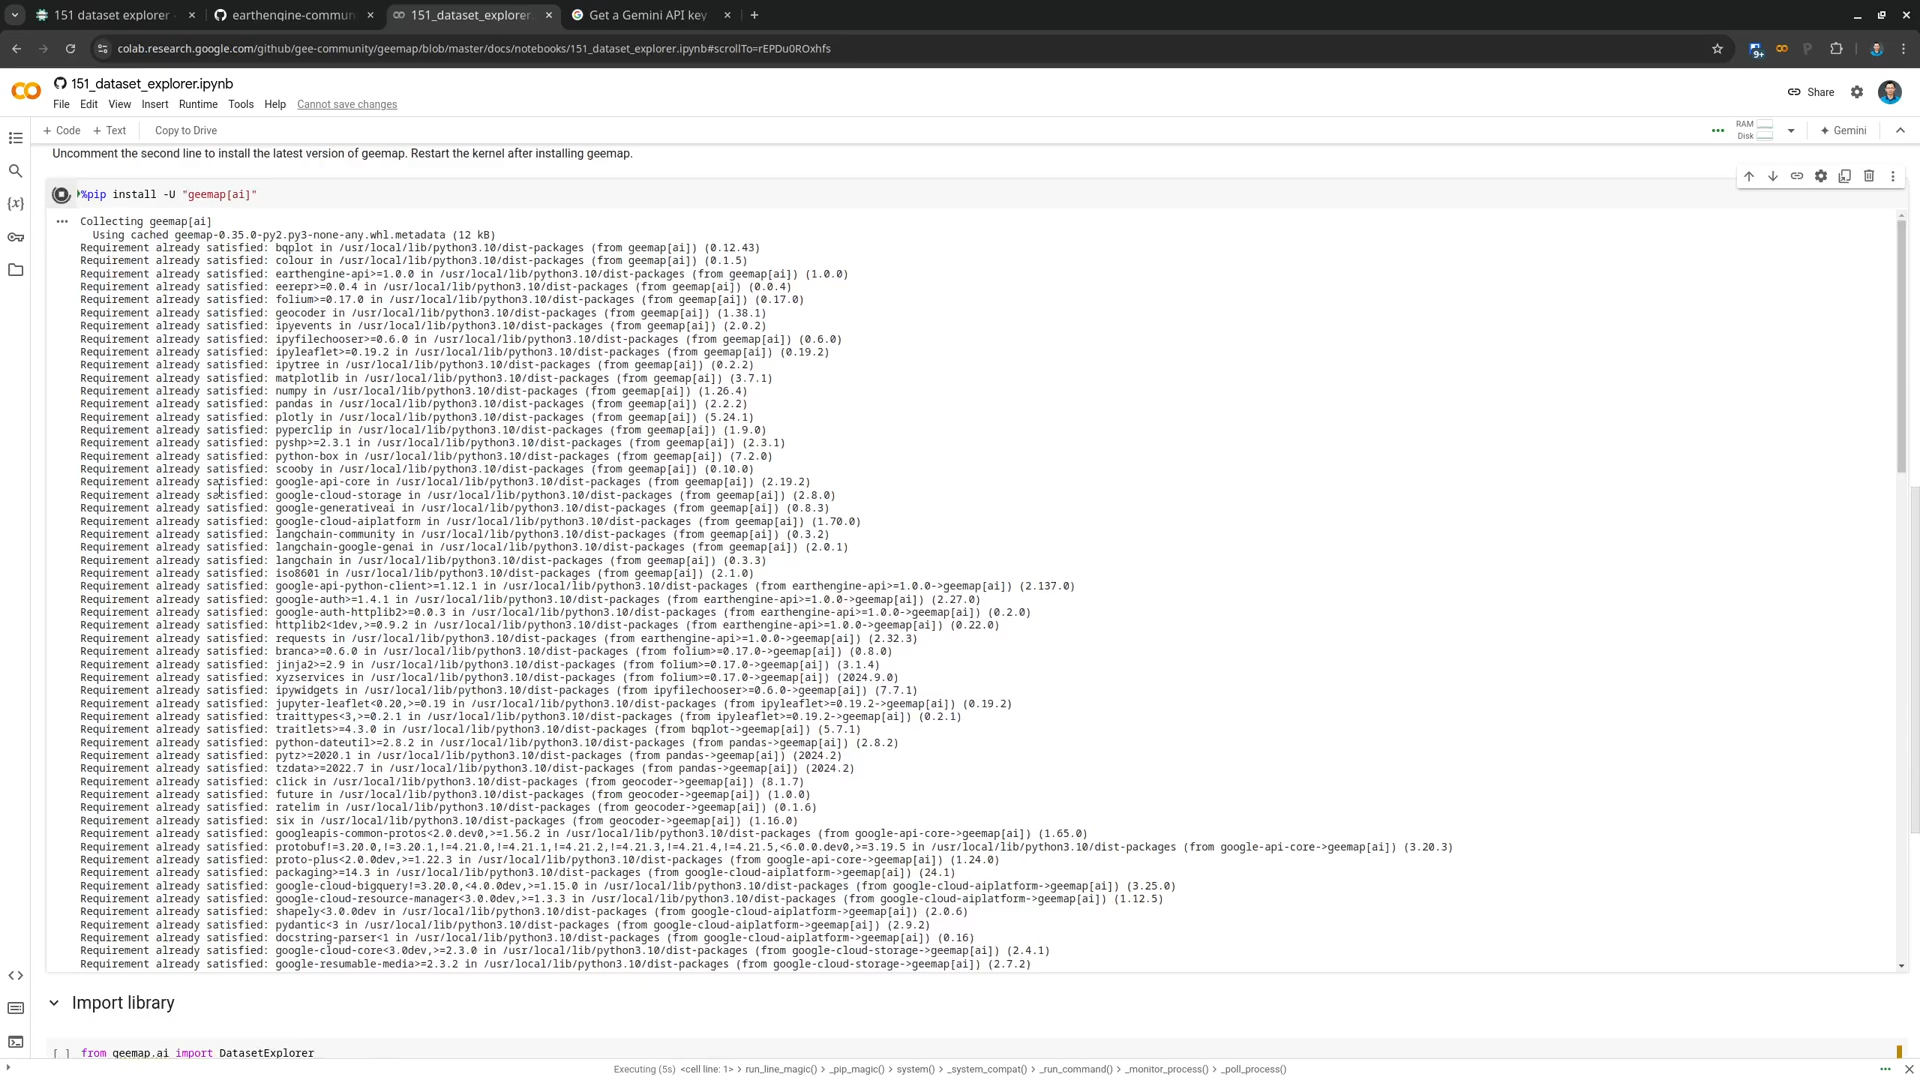 151 dataset explorer
earthengine-commun
151_dataset_explorer.
Get a Gemini API key
colab.research.google.com/github/gee-community/geemap/blob/master/docs/notebooks/151_dataset_explorer.ipynb#scrollTo=rEPDu0ROxhfs
9+
151_dataset_explorer.ipynb
File Edit View Insert Runtime Tools Help Cannot save changes
Share
+ Code + Text Copy to Drive
RAM
Disk
Gemini
Uncomment the second line to install the latest version of geemap. Restart the kernel after installing geemap.
%pip install -U "geemap[ai]"
Collecting geemap[ai]
Using cached geemap-0.35.0-py2.py3-none-any.whl.metadata (12 kB)
Requirement already satisfied: bqplot in /usr/local/lib/python3.10/dist-packages (from geemap[ai]) (0.12.43)
Requirement already satisfied: colour in /usr/local/lib/python3.10/dist-packages (from geemap[ai]) (0.1.5)
Requirement already satisfied: earthengine-api>=1.0.0 in /usr/local/lib/python3.10/dist-packages (from geemap[ai]) (1.0.0)
Requirement already satisfied: eerepr>=0.0.4 in /usr/local/lib/python3.10/dist-packages (from geemap[ai]) (0.0.4)
Requirement already satisfied: folium>=0.17.0 in /usr/local/lib/python3.10/dist-packages (from geemap[ai]) (0.17.0)
Requirement already satisfied: geocoder in /usr/local/lib/python3.10/dist-packages (from geemap[ai]) (1.38.1)
Requirement already satisfied: ipyevents in /usr/local/lib/python3.10/dist-packages (from geemap[ai]) (2.0.2)
Requirement already satisfied: ipyfilechooser>=0.6.0 in /usr/local/lib/python3.10/dist-packages (from geemap[ai]) (0.6.0)
Requirement already satisfied: ipyleaflet>=0.19.2 in /usr/local/lib/python3.10/dist-packages (from geemap[ai]) (0.19.2)
Requirement already satisfied: ipytree in /usr/local/lib/python3.10/dist-packages (from geemap[ai]) (0.2.2)
Requirement already satisfied: matplotlib in /usr/local/lib/python3.10/dist-packages (from geemap[ai]) (3.7.1)
Requirement already satisfied: numpy in /usr/local/lib/python3.10/dist-packages (from geemap[ai]) (1.26.4)
Requirement already satisfied: pandas in /usr/local/lib/python3.10/dist-packages (from geemap[ai]) (2.2.2)
Requirement already satisfied: plotly in /usr/local/lib/python3.10/dist-packages (from geemap[ai]) (5.24.1)
Requirement already satisfied: pyperclip in /usr/local/lib/python3.10/dist-packages (from geemap[ai]) (1.9.0)
Requirement already satisfied: pyshp>=2.3.1 in /usr/local/lib/python3.10/dist-packages (from geemap[ai]) (2.3.1)
Requirement already satisfied: python-box in /usr/local/lib/python3.10/dist-packages (from geemap[ai]) (7.2.0)
Requirement already satisfied: scooby in /usr/local/lib/python3.10/dist-packages (from geemap[ai]) (0.10.0)
Requirement already satisfied: google-api-core in /usr/local/lib/python3.10/dist-packages (from geemap[ai]) (2.19.2)
Requirement already satisfied: google-cloud-storage in /usr/local/lib/python3.10/dist-packages (from geemap[ai]) (2.8.0)
Requirement already satisfied: google-generativeai in /usr/local/lib/python3.10/dist-packages (from geemap[ai]) (0.8.3)
Requirement already satisfied: google-cloud-aiplatform in /usr/local/lib/python3.10/dist-packages (from geemap[ai]) (1.70.0)
Requirement already satisfied: langchain-community in /usr/local/lib/python3.10/dist-packages (from geemap[ai]) (0.3.2)
Requirement already satisfied: langchain-google-genai in /usr/local/lib/python3.10/dist-packages (from geemap[ai]) (2.0.1)
Requirement already satisfied: langchain in /usr/local/lib/python3.10/dist-packages (from geemap[ai]) (0.3.3)
Requirement already satisfied: iso8601 in /usr/local/lib/python3.10/dist-packages (from geemap[ai]) (2.1.0)
Requirement already satisfied: google-api-python-client>=1.12.1 in /usr/local/lib/python3.10/dist-packages (from earthengine-api>=1.0.0->geemap[ai]) (2.137.0)
Requirement already satisfied: google-auth>=1.4.1 in /usr/local/lib/python3.10/dist-packages (from earthengine-api>=1.0.0->geemap[ai]) (2.27.0)
Requirement already satisfied: google-auth-httplib2>=0.0.3 in /usr/local/lib/python3.10/dist-packages (from earthengine-api>=1.0.0->geemap[ai]) (0.2.0)
Requirement already satisfied: httplib2<1dev,>=0.9.2 in /usr/local/lib/python3.10/dist-packages (from earthengine-api>=1.0.0->geemap[ai]) (0.22.0)
Requirement already satisfied: requests in /usr/local/lib/python3.10/dist-packages (from earthengine-api>=1.0.0->geemap[ai]) (2.32.3)
Requirement already satisfied: branca>=0.6.0 in /usr/local/lib/python3.10/dist-packages (from folium>=0.17.0->geemap[ai]) (0.8.0)
Requirement already satisfied: jinja2>=2.9 in /usr/local/lib/python3.10/dist-packages (from folium>=0.17.0->geemap[ai]) (3.1.4)
Requirement already satisfied: xyzservices in /usr/local/lib/python3.10/dist-packages (from folium>=0.17.0->geemap[ai]) (2024.9.0)
Requirement already satisfied: ipywidgets in /usr/local/lib/python3.10/dist-packages (from ipyfilechooser>=0.6.0->geemap[ai]) (7.7.1)
Requirement already satisfied: jupyter-leaflet<0.20,>=0.19 in /usr/local/lib/python3.10/dist-packages (from ipyleaflet>=0.19.2->geemap[ai]) (0.19.2)
Requirement already satisfied: traittypes<3,>=0.2.1 in /usr/local/lib/python3.10/dist-packages (from ipyleaflet>=0.19.2->geemap[ai]) (0.2.1)
Requirement already satisfied: traitlets>=4.3.0 in /usr/local/lib/python3.10/dist-packages (from bqplot->geemap[ai]) (5.7.1)
Requirement already satisfied: python-dateutil>=2.8.2 in /usr/local/lib/python3.10/dist-packages (from pandas->geemap[ai]) (2.8.2)
Requirement already satisfied: pytz>=2020.1 in /usr/local/lib/python3.10/dist-packages (from pandas->geemap[ai]) (2024.2)
Requirement already satisfied: tzdata>=2022.7 in /usr/local/lib/python3.10/dist-packages (from pandas->geemap[ai]) (2024.2)
Requirement already satisfied: click in /usr/local/lib/python3.10/dist-packages (from geocoder->geemap[ai]) (8.1.7)
Requirement already satisfied: future in /usr/local/lib/python3.10/dist-packages (from geocoder->geemap[ai]) (1.0.0)
Requirement already satisfied: ratelim in /usr/local/lib/python3.10/dist-packages (from geocoder->geemap[ai]) (0.1.6)
Requirement already satisfied: six in /usr/local/lib/python3.10/dist-packages (from geocoder->geemap[ai]) (1.16.0)
Requirement already satisfied: googleapis-common-protos<2.0.dev0,>=1.56.2 in /usr/local/lib/python3.10/dist-packages (from google-api-core->geemap[ai]) (1.65.0)
Requirement already satisfied: protobuf!=3.20.0,!=3.20.1,!=4.21.0,!=4.21.1,!=4.21.2,!=4.21.3,!=4.21.4,!=4.21.5,<6.0.0.dev0,>=3.19.5 in /usr/local/lib/python3.10/dist-packages (from google-api-core->geemap[ai]) (3.20.3)
Requirement already satisfied: proto-plus<2.0.0dev,>=1.22.3 in /usr/local/lib/python3.10/dist-packages (from google-api-core->geemap[ai]) (1.24.0)
Requirement already satisfied: packaging>=14.3 in /usr/local/lib/python3.10/dist-packages (from google-cloud-aiplatform->geemap[ai]) (24.1)
Requirement already satisfied: google-cloud-bigquery!=3.20.0,<4.0.0dev,>=1.15.0 in /usr/local/lib/python3.10/dist-packages (from google-cloud-aiplatform->geemap[ai]) (3.25.0)
Requirement already satisfied: google-cloud-resource-manager<3.0.0dev,>=1.3.3 in /usr/local/lib/python3.10/dist-packages (from google-cloud-aiplatform->geemap[ai]) (1.12.5)
Requirement already satisfied: shapely<3.0.0dev in /usr/local/lib/python3.10/dist-packages (from google-cloud-aiplatform->geemap[ai]) (2.0.6)
Requirement already satisfied: pydantic<3 in /usr/local/lib/python3.10/dist-packages (from google-cloud-aiplatform->geemap[ai]) (2.9.2)
Requirement already satisfied: docstring-parser<1 in /usr/local/lib/python3.10/dist-packages (from google-cloud-aiplatform->geemap[ai]) (0.16)
Requirement already satisfied: google-cloud-core<3.0dev,>=2.3.0 in /usr/local/lib/python3.10/dist-packages (from google-cloud-storage->geemap[ai]) (2.4.1)
Requirement already satisfied: google-resumable-media>=2.3.2 in /usr/local/lib/python3.10/dist-packages (from google-cloud-storage->geemap[ai]) (2.7.2)
Import library
[ ] from geemap.ai import DatasetExplorer
Executing (5s) <cell line: 1> > run_line_magic() > _pip_magic() > system() > _system_compat() > _run_command() > _monitor_process() > _poll_process()